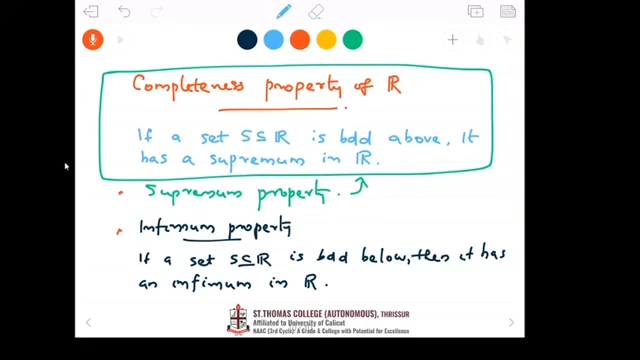 Completeness property of ℝ.
If a set S⊆ℝ is bdd above, it
has a supremum in ℝ.
• Supremum property.
• Infimum property
If a set S⊆ℝ is bdd below, then it has
an infimum in ℝ.
ST.THOMAS COLLEGE (AUTONOMOUS), THRISSUR
Affiliated to University of Calicut
NAAC (3rd Cycle) A Grade & College with Potential for Excellence